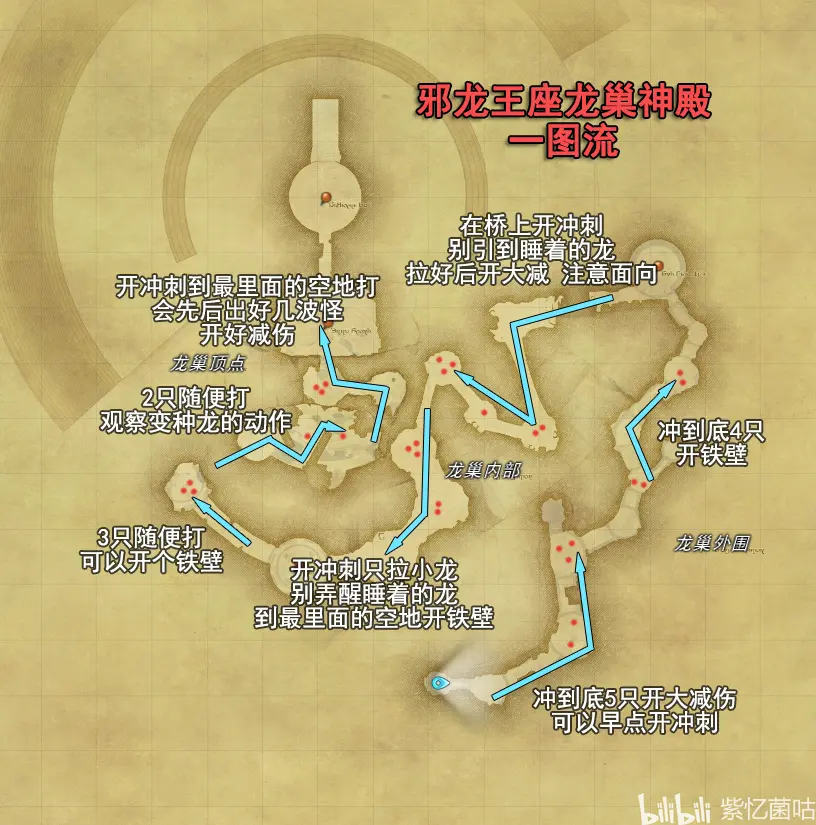 邪龙王座龙巢神殿
一图流
在桥上开冲刺
别引到睡着的龙
拉好后开大减 注意面向
开冲刺到最里面的空地打
会先后出好几波怪
开好减伤
龙巢顶点
2只随便打
观察变种龙的动作
冲到底4只
开铁壁
龙巢内部
3只随便打
可以开个铁壁
龙巢外围
开冲刺只拉小龙
别弄醒睡着的龙
到最里面的空地开铁壁
冲到底5只开大减伤
可以早点开冲刺
bilibili 紫忆菌咕